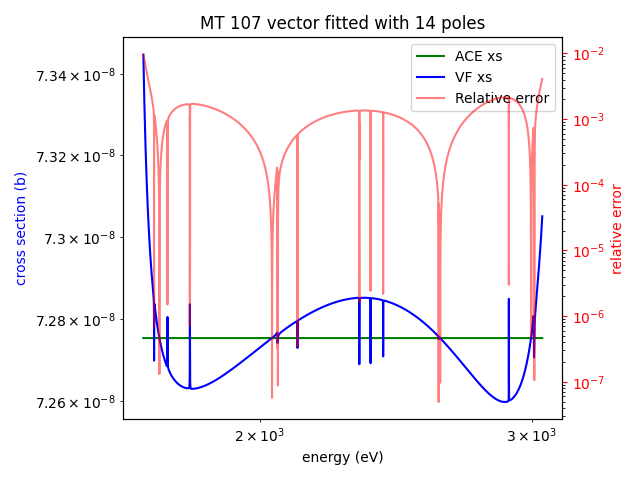 MT 107 vector fitted with 14 poles
ACE xs
VF xs
Relative error
cross section (b)
7.34 × 10⁻⁸
7.32 × 10⁻⁸
7.3 × 10⁻⁸
7.28 × 10⁻⁸
7.26 × 10⁻⁸
10⁻²
10⁻³
10⁻⁴
10⁻⁵
10⁻⁶
10⁻⁷
relative error
2 × 10³
3 × 10³
energy (eV)